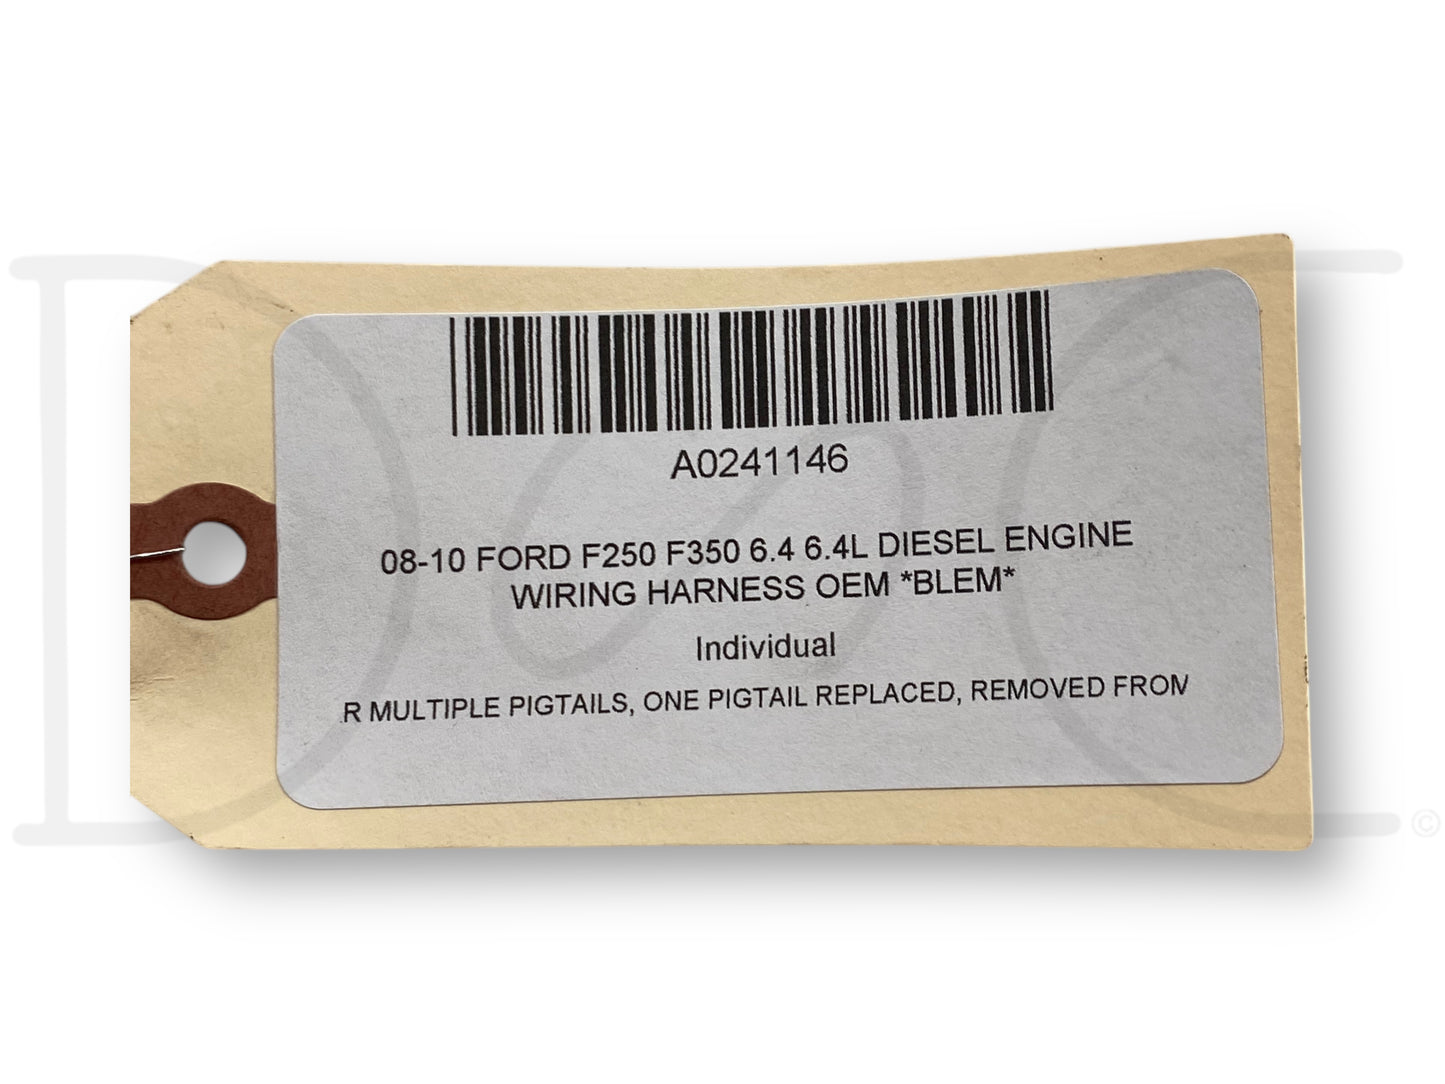 A0241146
08-10 FORD F250 F350 6.4 6.4L DIESEL ENGINE
WIRING HARNESS OEM *BLEM*
Individual
R MULTIPLE PIGTAILS, ONE PIGTAIL REPLACED, REMOVED FROM
©